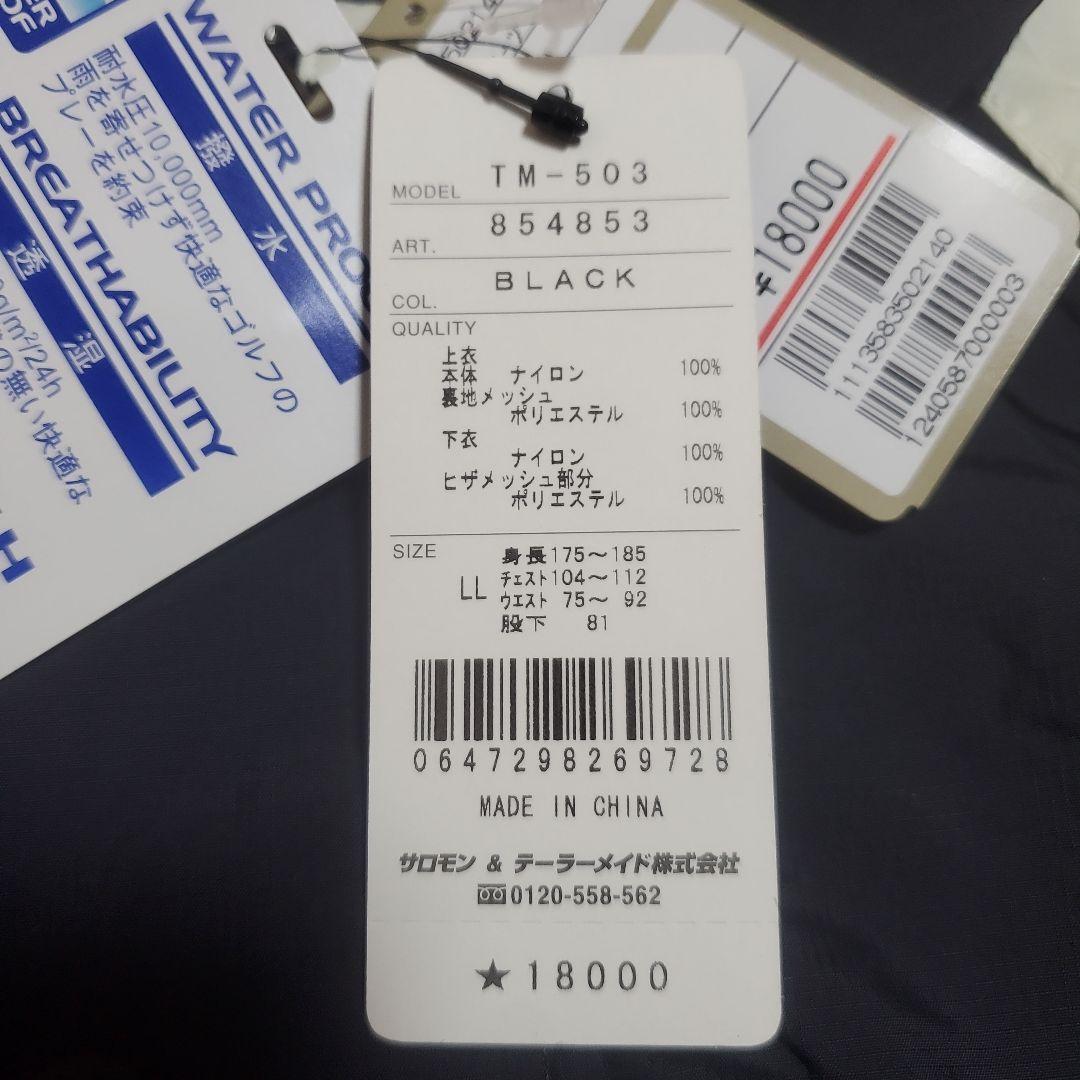 WATER PRO
撥 水
耐水圧10,000mm
雨を寄せつけず快適なゴルフの
プレーを約束
BREATHABILITY
透 湿
g/m²/24h
の無い快適な
H
MODEL TM-503
ART. 854853
COL. BLACK
QUALITY
上衣
本体 ナイロン 100%
裏地メッシュ
ポリエステル 100%
下衣
ナイロン 100%
ヒザメッシュ部分
ポリエステル 100%
SIZE
LL
身長175〜185
チェスト104〜112
ウエスト 75〜 92
股下 81
0647298269728
MADE IN CHINA
サロモン & テーラーメイド株式会社
0120-558-562
★18000
¥18000
1113583502140
1240587000003